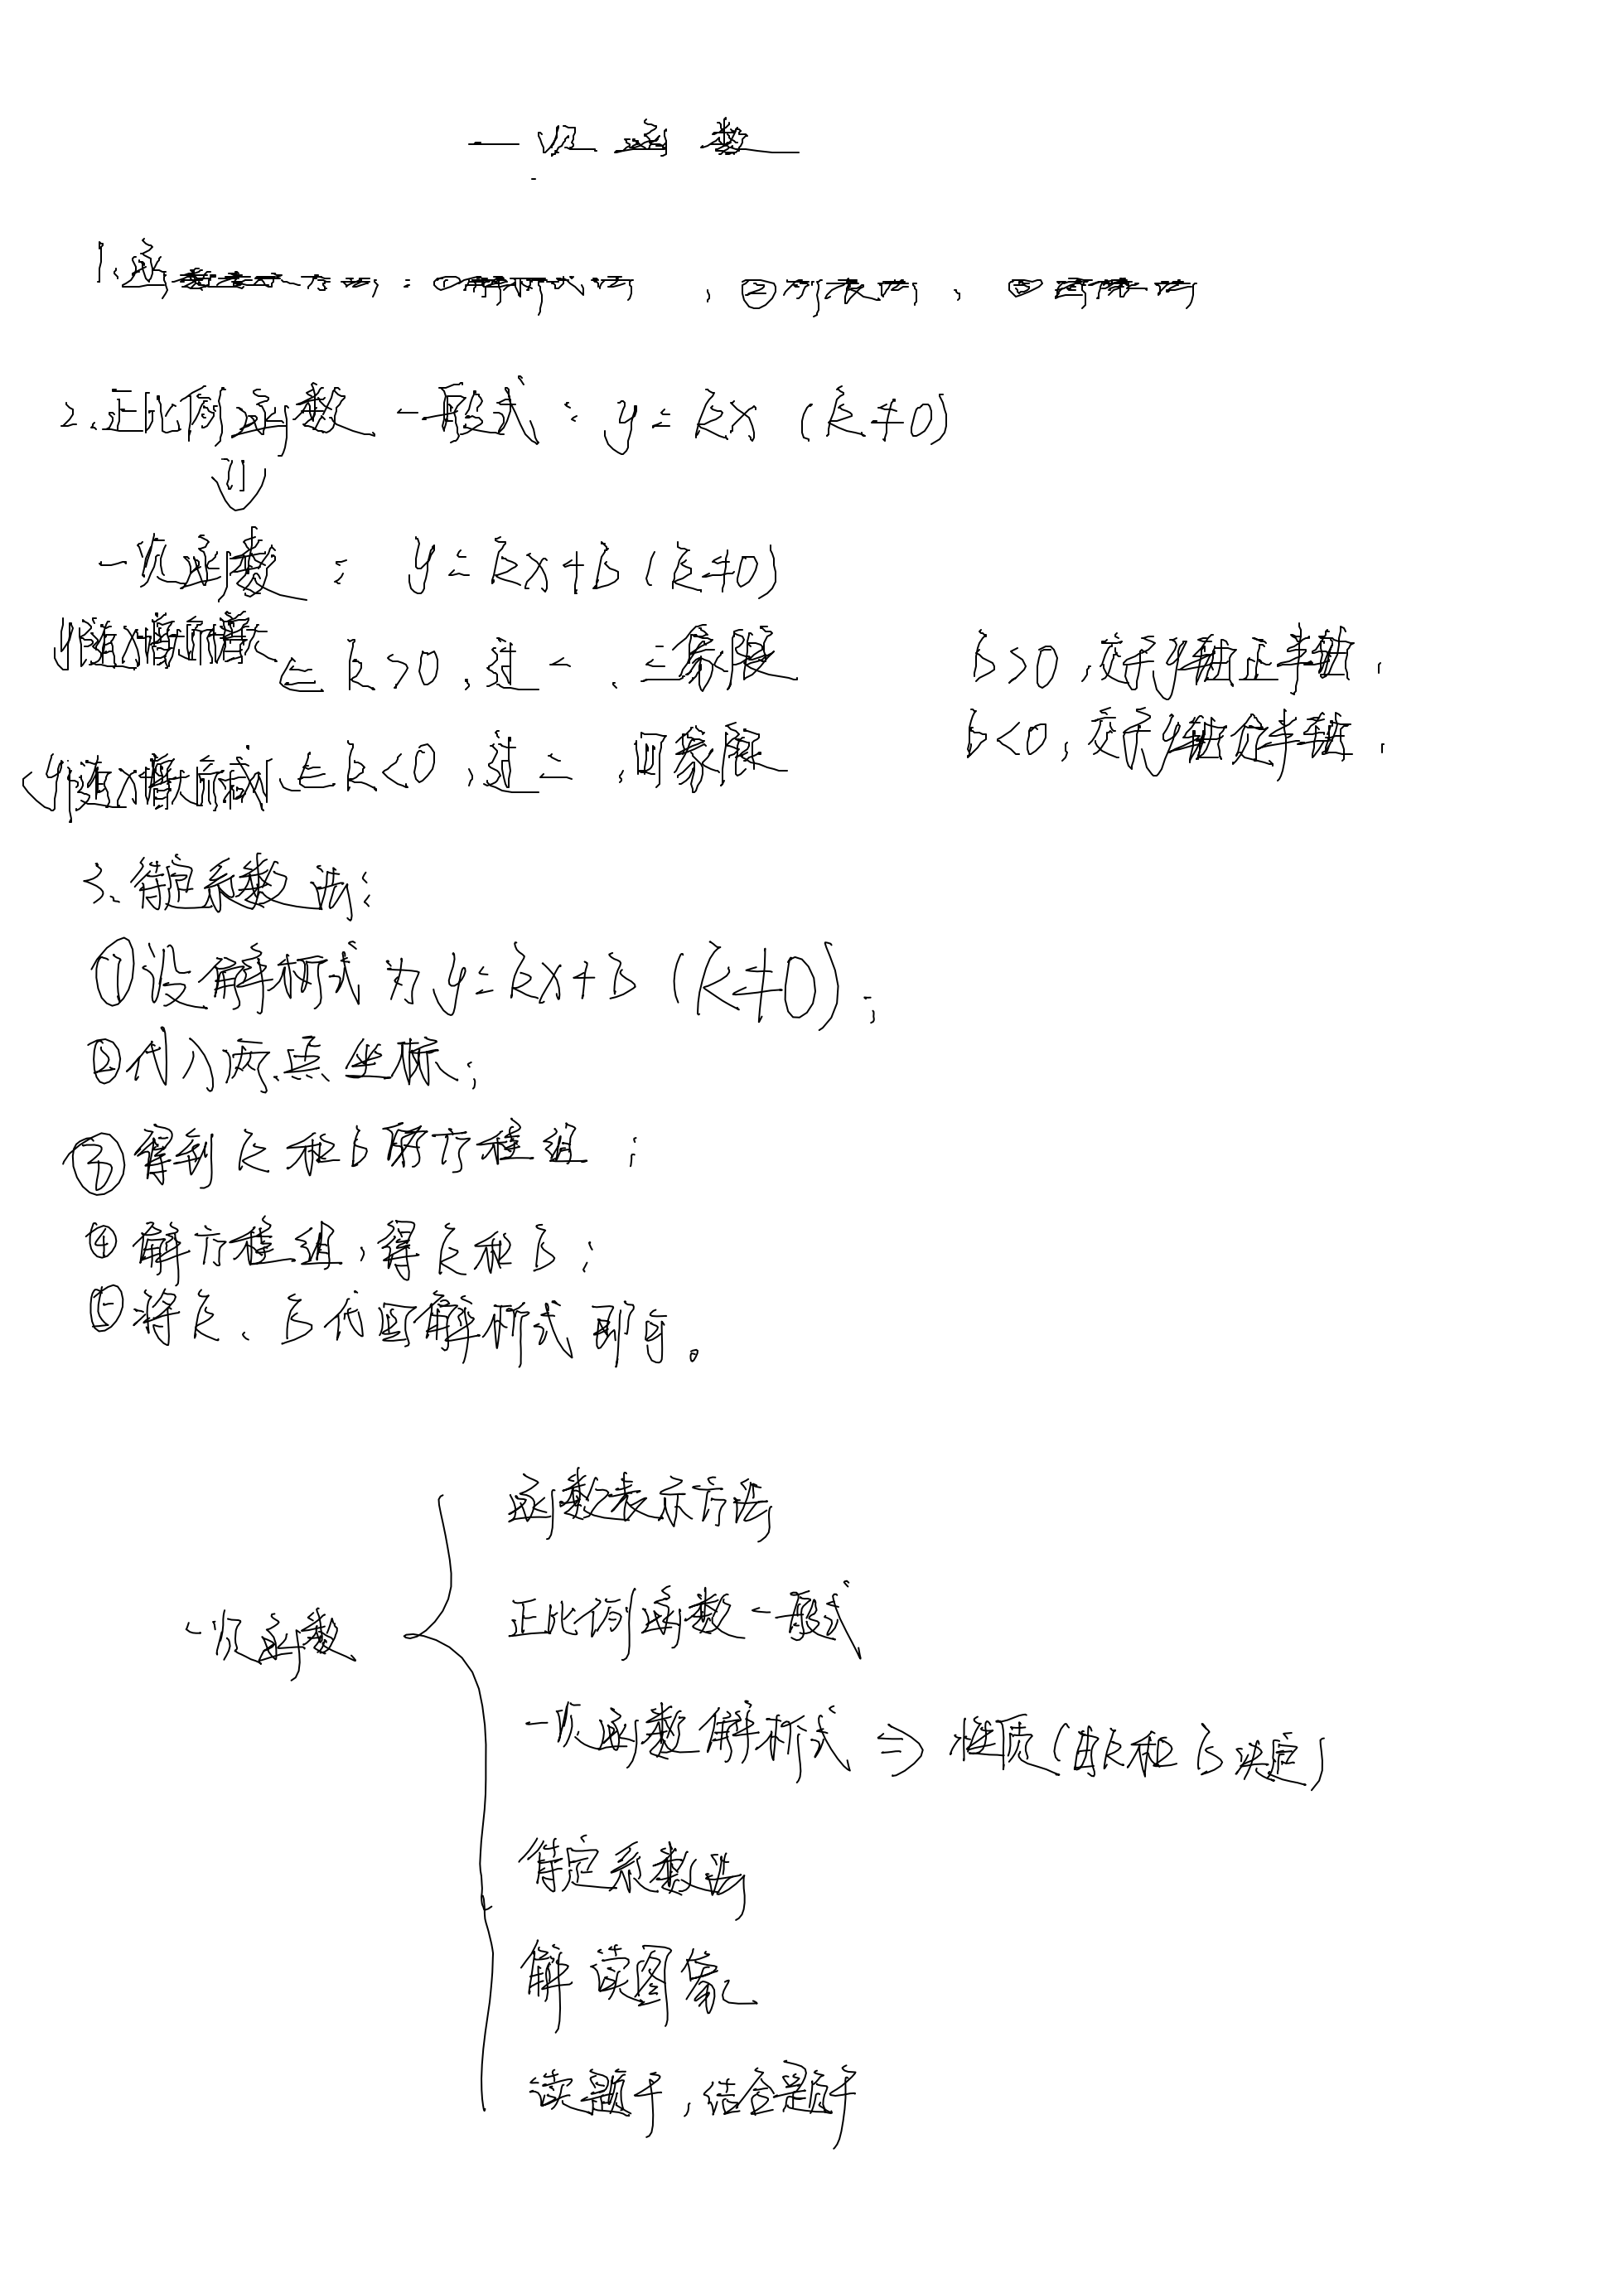 一次函数
1、函数表示方法：①解析式法，②列表法，③图像法
2、正比例函数一般式：y=kx（k≠0）
⇓
一次函数：y=kx+b（k≠0）
y随x增大而增大 ⇐ k>0，过一、三象限 b>0，交于y轴正半轴，
y随x增大而减小 ⇐ k<0，过二、四象限 b<0，交于y轴负半轴，
3、待定系数法：
①设解析式为y=kx+b（k≠0）；
②代入两点坐标；
③得到k和b的方程组；
④解方程组，得k和b；
⑤将k、b代回解析式即可。
函数表示方法
正比例函数一般式
一次函数
一次函数解析式⇒性质（由k和b决定）
待定系数法
解读图象
读题干，结合题干